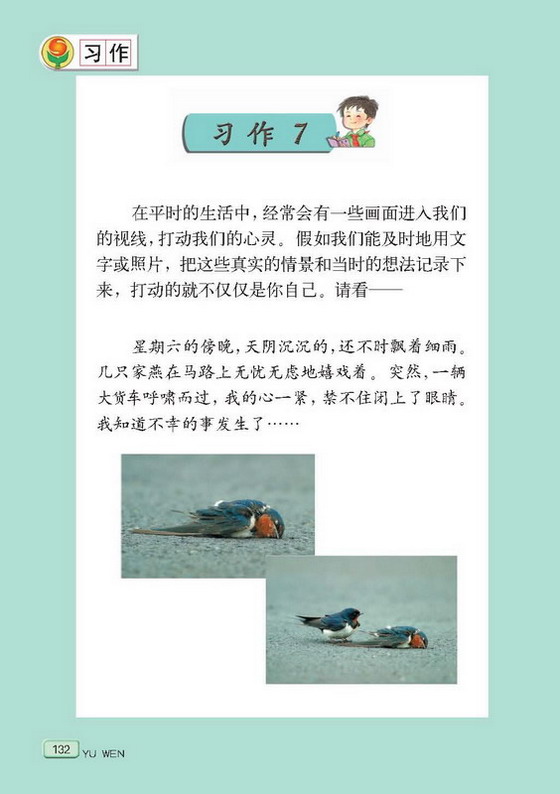 习作
习作7
在平时的生活中，经常会有一些画面进入我们
的视线，打动我们的心灵。假如我们能及时地用文
字或照片，把这些真实的情景和当时的想法记录下
来，打动的就不仅仅是你自己。请看——
星期六的傍晚，天阴沉沉的，还不时飘着细雨。
几只家燕在马路上无忧无虑地嬉戏着。突然，一辆
大货车呼啸而过，我的心一紧，禁不住闭上了眼睛。
我知道不幸的事发生了……
132
YU WEN